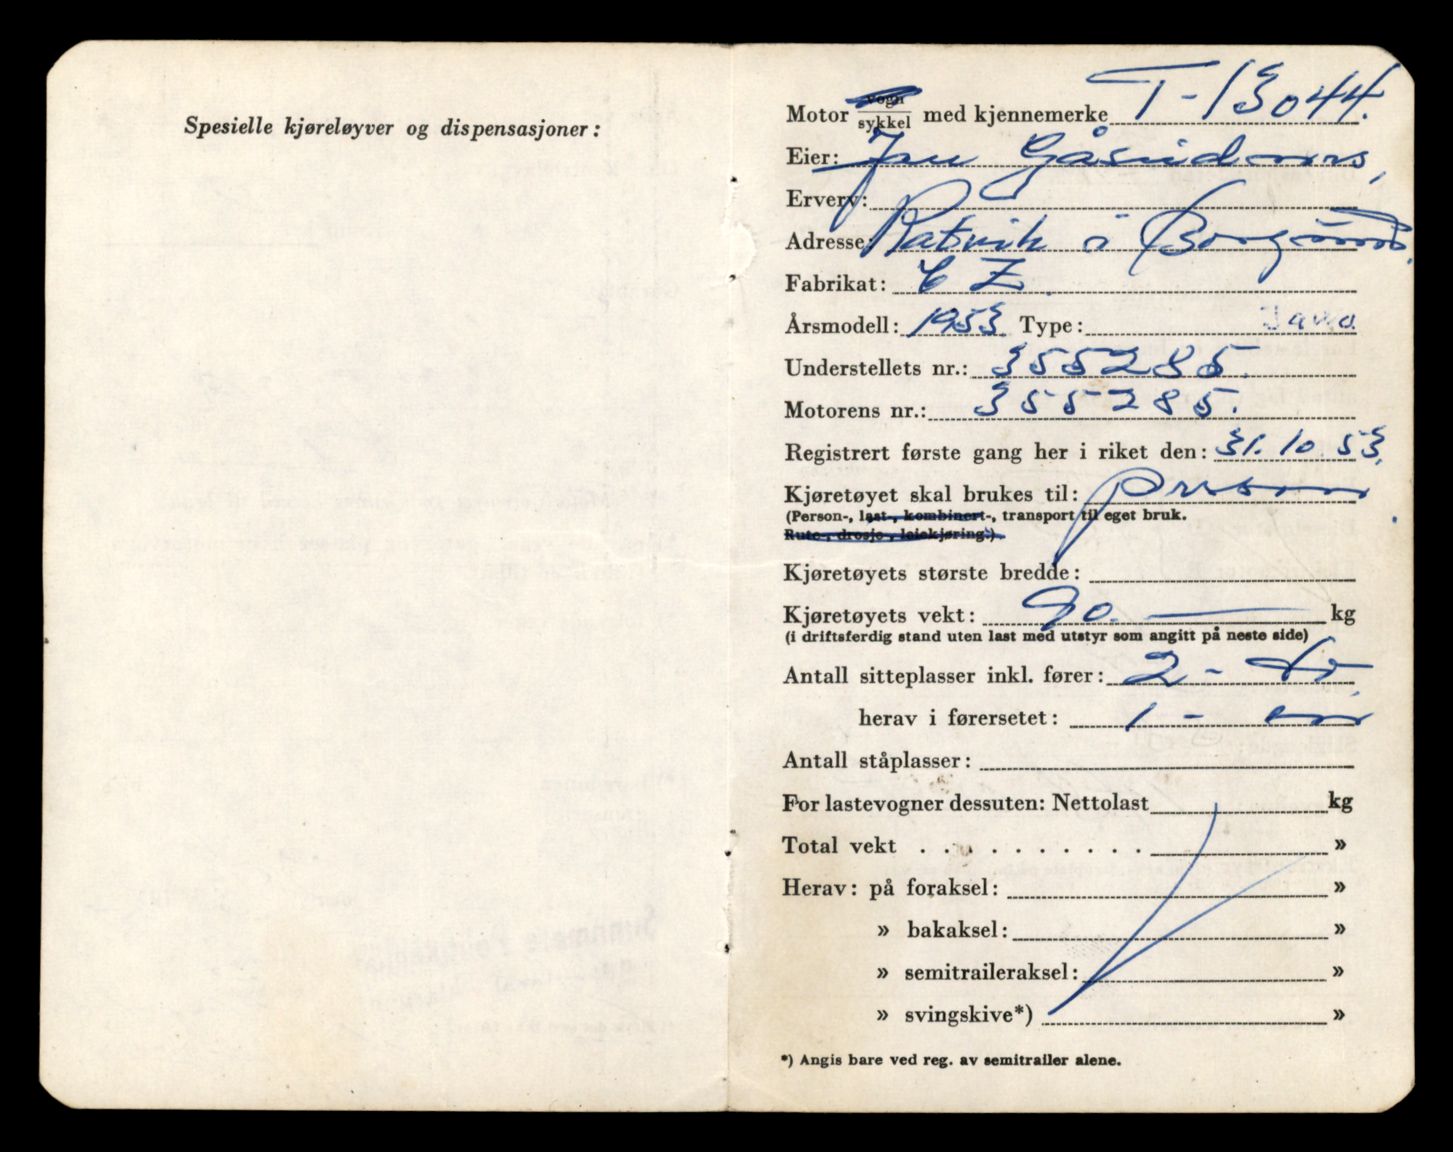 Spesielle kjøreløyver og dispensasjoner:
Motor vogn/sykkel med kjennemerke T-13044.
Eier: Jan
Erverv:
Adresse: Ratvik i Borgund.
Fabrikat: CZ.
Årsmodell: 1953 Type: Jawa
Understellets nr.: 355285.
Motorens nr.: 355285.
Registrert første gang her i riket den: 31.10.53.
Kjøretøyet skal brukes til: person
(Person-, last-, kombinert-, transport til eget bruk.
Rute-, drosje-, leiekjøring.)
Kjøretøyets største bredde:
Kjøretøyets vekt: 90. — kg
(i driftsferdig stand uten last med utstyr som angitt på neste side)
Antall sitteplasser inkl. fører: 2 - to
herav i førersetet: 1 - en
Antall ståplasser:
For lastevogner dessuten: Nettolast kg
Total vekt . . . . . . . . . . »
Herav: på foraksel: »
» bakaksel: »
» semitraileraksel: »
» svingskive*) »
*) Angis bare ved reg. av semitrailer alene.